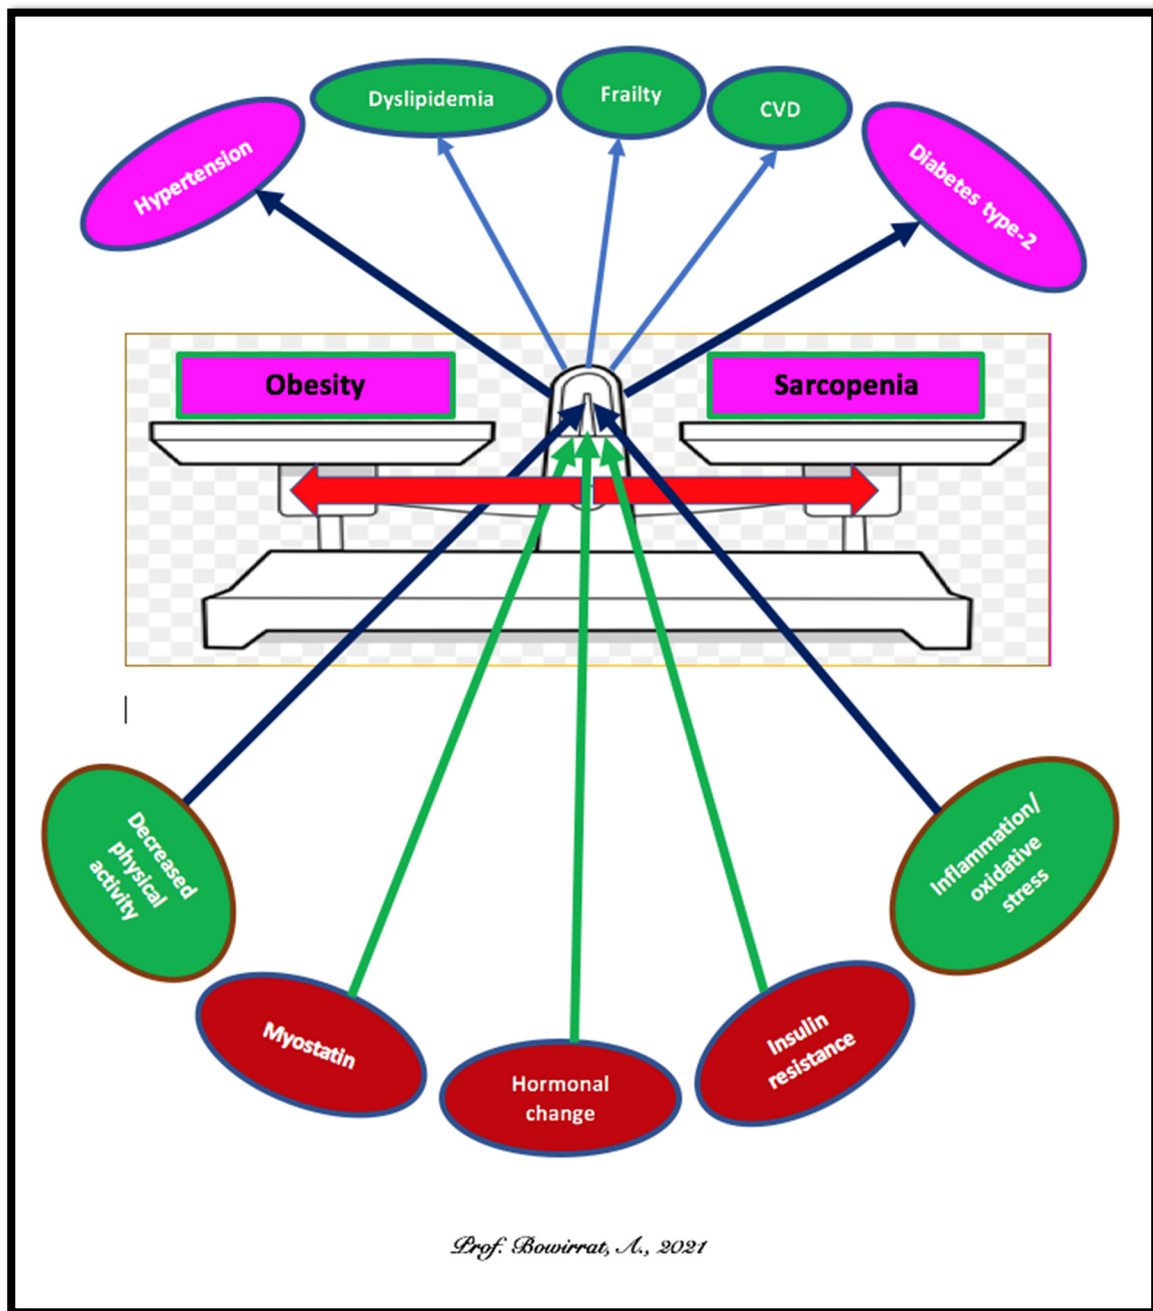 Dyslipidemia
Frailty
CVD
Hypertension
Diabetes type-2
Obesity
Sarcopenia
Decreased
physical
activity
Inflammation/
oxidative
stress
Myostatin
Hormonal
change
Insulin
resistance
Prof. Bowirrat, A., 2021